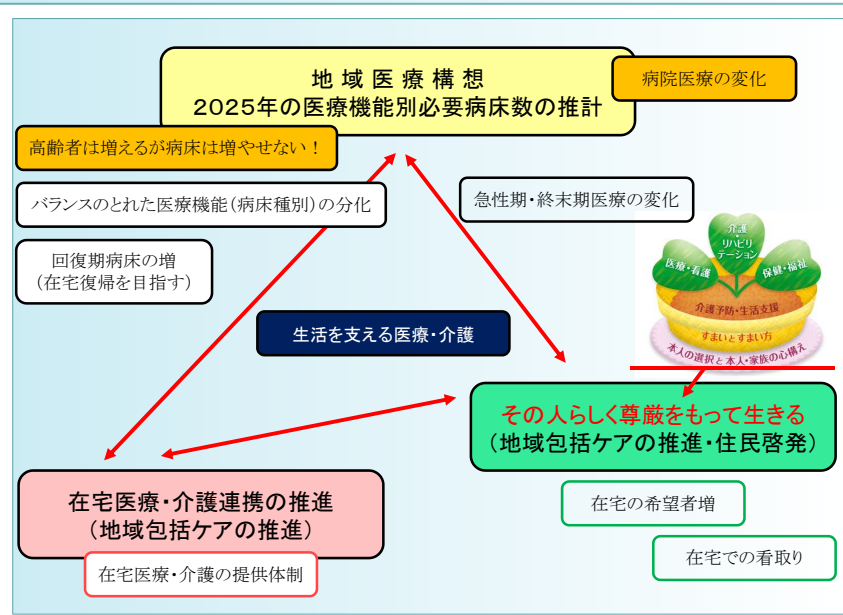 地域医療構想
2025年の医療機能別必要病床数の推計
病院医療の変化
高齢者は増えるが病床は増やせない！
バランスのとれた医療機能（病床種別）の分化
急性期・終末期医療の変化
回復期病床の増
（在宅復帰を目指す）
介護
・
リハビリ
テーション
医療・看護
保健・福祉
介護予防・生活支援
すまいとすまい方
本人の選択と本人・家族の心構え
生活を支える医療・介護
その人らしく尊厳をもって生きる
（地域包括ケアの推進・住民啓発）
在宅医療・介護連携の推進
（地域包括ケアの推進）
在宅の希望者増
在宅での看取り
在宅医療・介護の提供体制